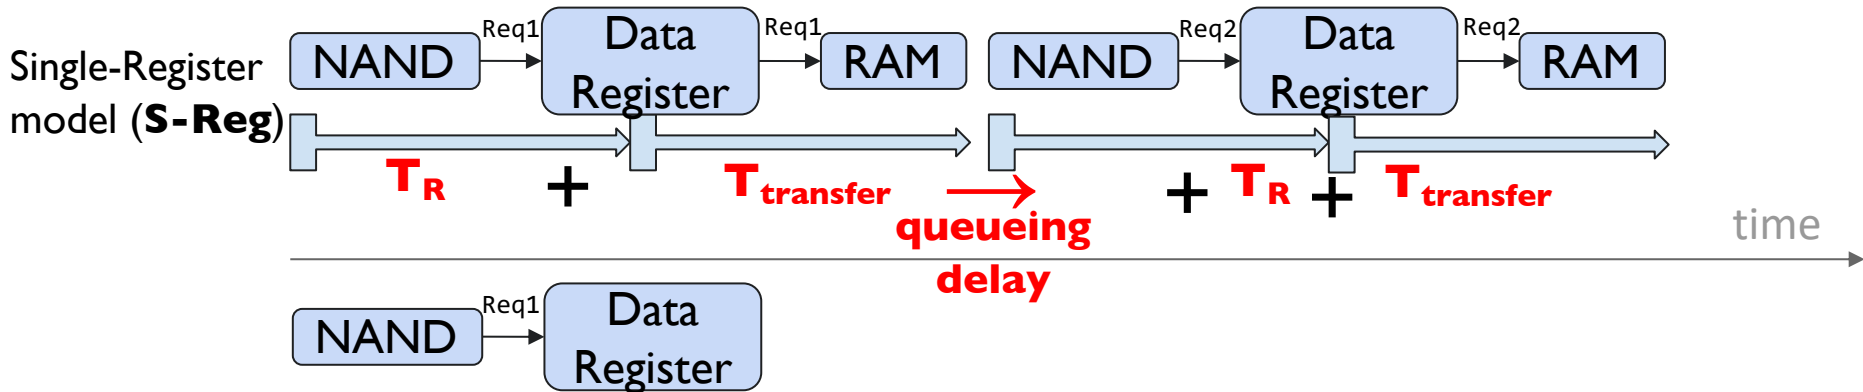 Single-Register
model (S-Reg)
NAND
Req1
Data
Register
Req1
RAM
NAND
Req2
Data
Register
Req2
RAM
TR
+
Ttransfer
queueing
delay
+
TR
+
Ttransfer
time
NAND
Req1
Data
Register